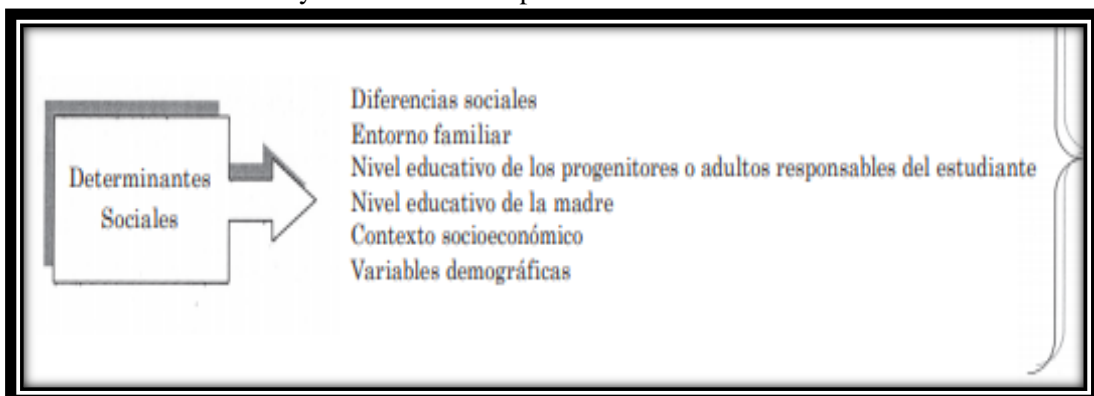 Determinantes
Sociales
Diferencias sociales
Entorno familiar
Nivel educativo de los progenitores o adultos responsables del estudiante
Nivel educativo de la madre
Contexto socioeconómico
Variables demográficas